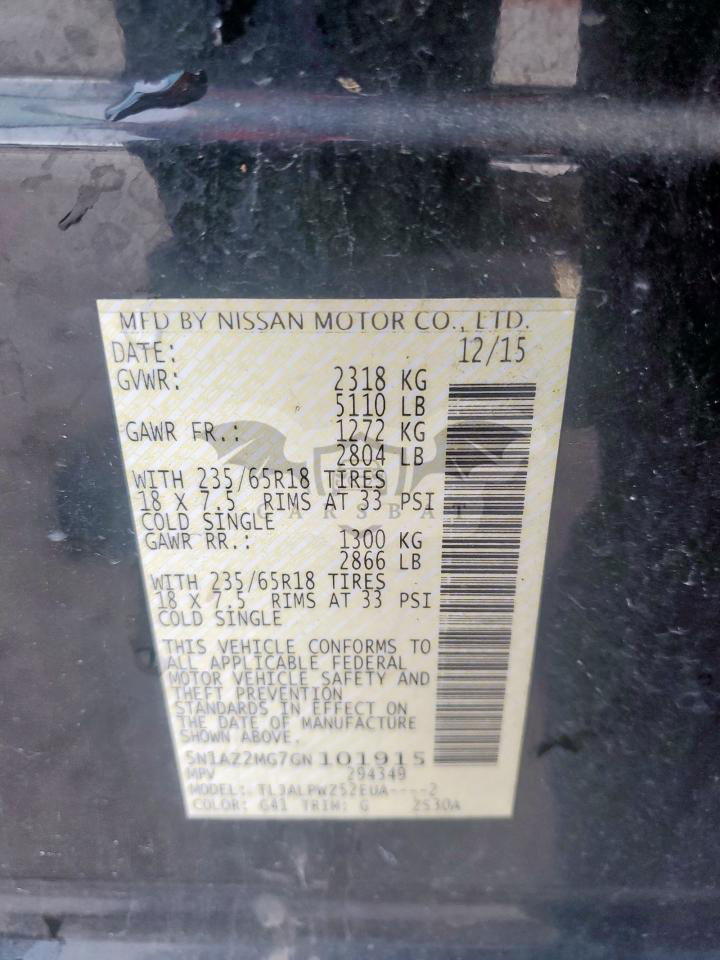 MFD BY NISSAN MOTOR CO., LTD.
DATE: 12/15
GVWR: 2318 KG
5110 LB
GAWR FR.: 1272 KG
2804 LB
WITH 235/65R18 TIRES
18 X 7.5 RIMS AT 33 PSI
COLD SINGLE
GAWR RR.: 1300 KG
2866 LB
WITH 235/65R18 TIRES
18 X 7.5 RIMS AT 33 PSI
COLD SINGLE
THIS VEHICLE CONFORMS TO
ALL APPLICABLE FEDERAL
MOTOR VEHICLE SAFETY AND
THEFT PREVENTION
STANDARDS IN EFFECT ON
THE DATE OF MANUFACTURE
SHOWN ABOVE.
5N1AZ2MG7GN101915
MPV 294349
MODEL: TL3ALPWZ52EUA----2
COLOR: G41 TRIM: G 2S30A
CARSBAT